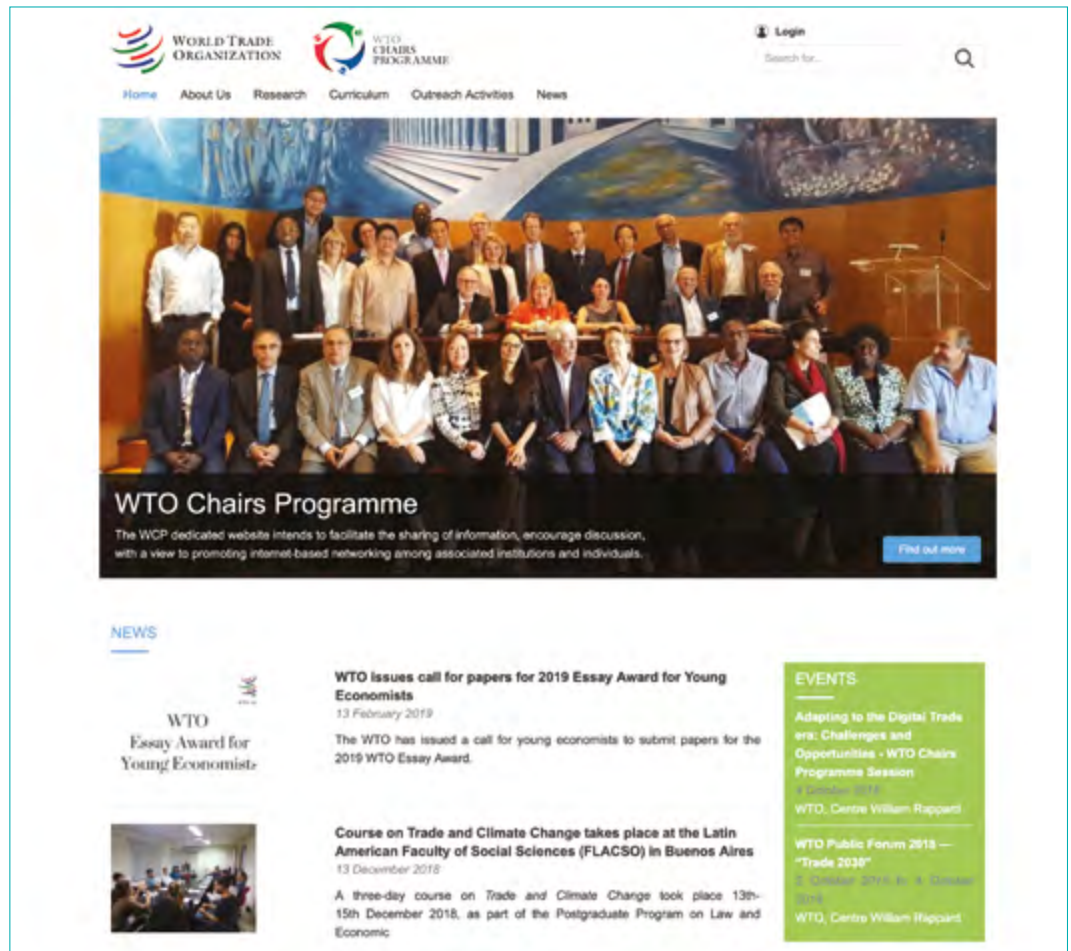 WORLD TRADE
ORGANIZATION
WTO
CHAIRS
PROGRAMME
Login
Search for...
Home About Us Research Curriculum Outreach Activities News
WTO Chairs Programme
The WCP dedicated website intends to facilitate the sharing of information, encourage discussion,
with a view to promoting internet-based networking among associated institutions and individuals.
Find out more
NEWS
WTO
Essay Award for
Young Economists
WTO issues call for papers for 2019 Essay Award for Young
Economists
13 February 2019
The WTO has issued a call for young economists to submit papers for the
2019 WTO Essay Award.
Course on Trade and Climate Change takes place at the Latin
American Faculty of Social Sciences (FLACSO) in Buenos Aires
13 December 2018
A three-day course on Trade and Climate Change took place 13th-
15th December 2018, as part of the Postgraduate Program on Law and
Economic
EVENTS
Adapting to the Digital Trade
era: Challenges and
Opportunities - WTO Chairs
Programme Session
October 2018
WTO, Centre William Rappard
WTO Public Forum 2018 —
"Trade 2030"
October 2018 to 4 October
2018
WTO, Centre William Rappard